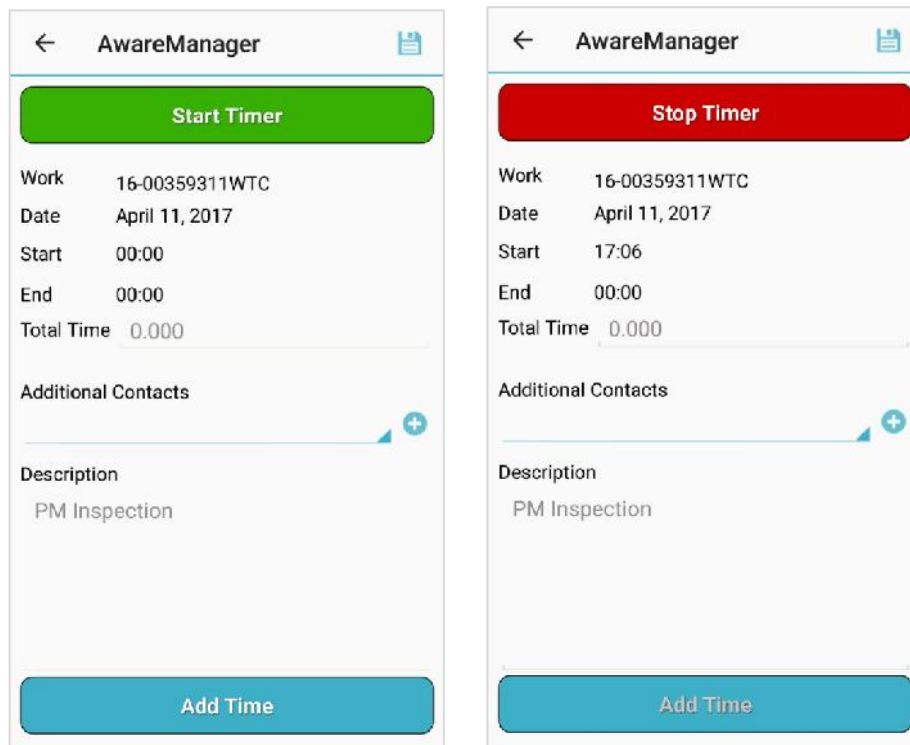 AwareManager
Start Timer
Work 16-00359311WTC
Date April 11, 2017
Start 00:00
End 00:00
Total Time 0.000
Additional Contacts
Description
PM Inspection
Add Time
AwareManager
Stop Timer
Work 16-00359311WTC
Date April 11, 2017
Start 17:06
End 00:00
Total Time 0.000
Additional Contacts
Description
PM Inspection
Add Time